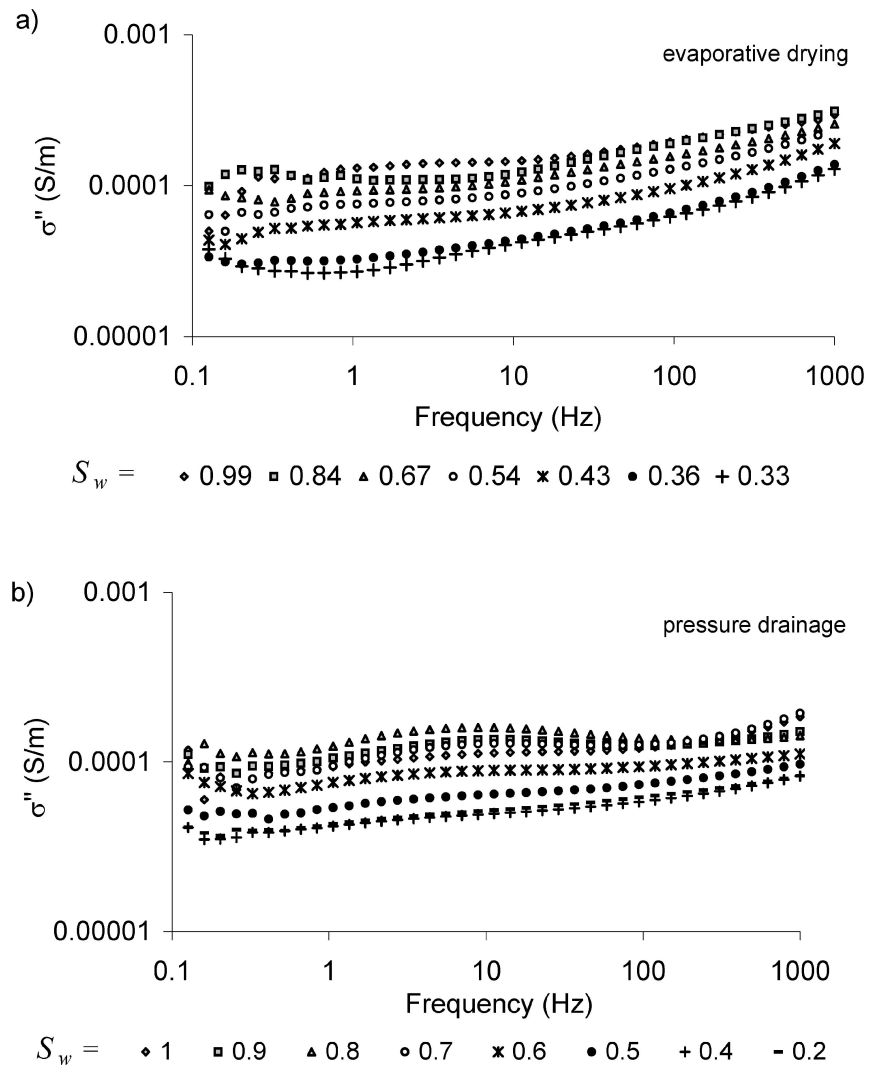 a)
0.001
evaporative drying
σ" (S/m)
0.0001
0.00001
0.1 1 10 100 1000
Frequency (Hz)
S w = 0.99 0.84 0.67 0.54 0.43 0.36 0.33
b)
0.001
pressure drainage
σ" (S/m)
0.0001
0.00001
0.1 1 10 100 1000
Frequency (Hz)
S w = 1 0.9 0.8 0.7 0.6 0.5 0.4 0.2